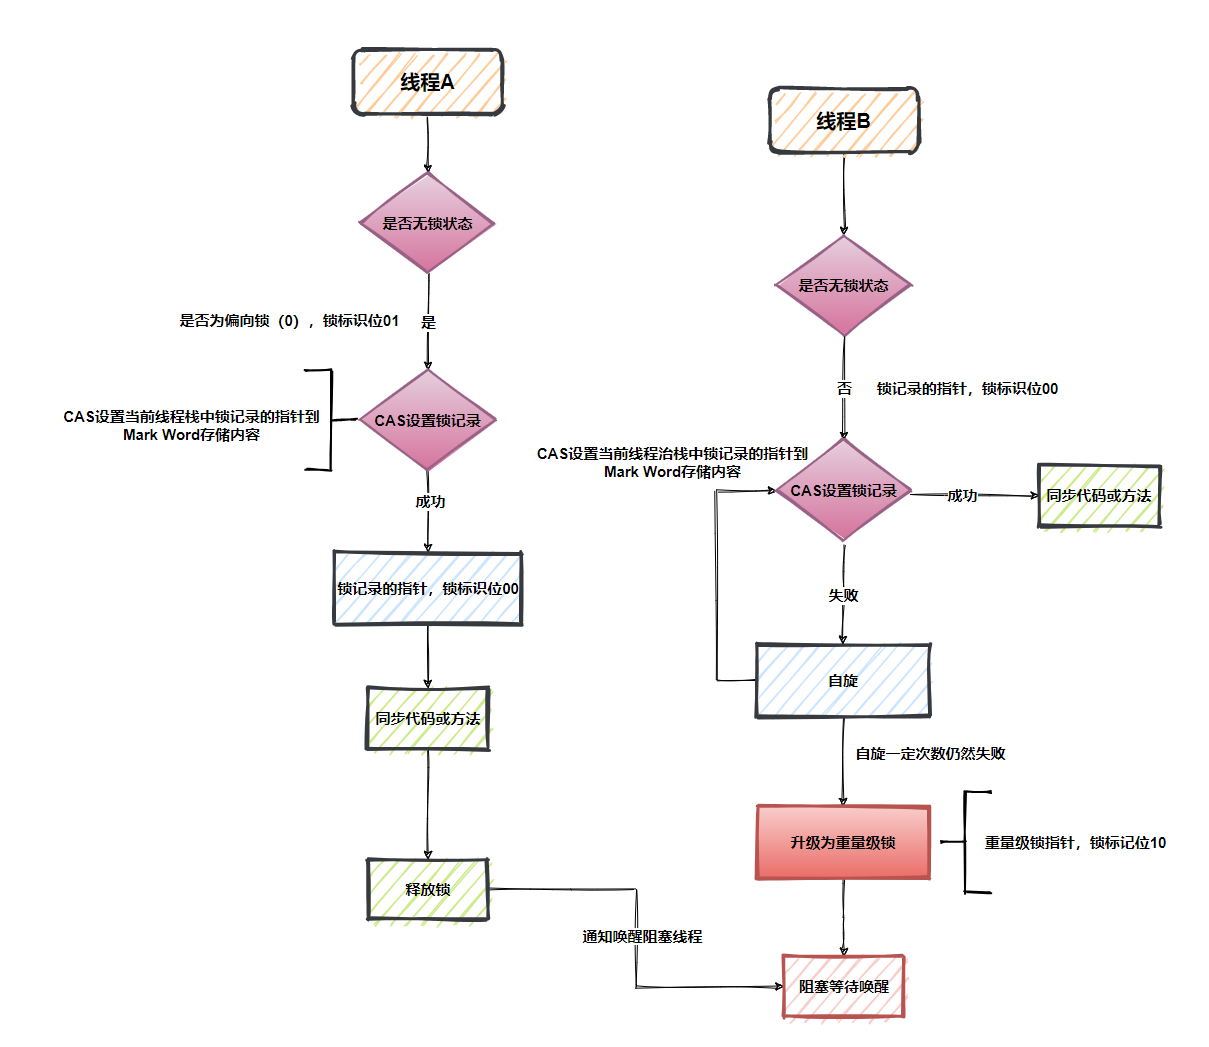 线程A
是否无锁状态
是否为偏向锁（0），锁标识位01
是
CAS设置当前线程栈中锁记录的指针到
Mark Word存储内容
CAS设置锁记录
成功
锁记录的指针，锁标识位00
同步代码或方法
释放锁
通知唤醒阻塞线程
线程B
是否无锁状态
否
锁记录的指针，锁标识位00
CAS设置当前线程治栈中锁记录的指针到
Mark Word存储内容
CAS设置锁记录
成功
同步代码或方法
失败
自旋
自旋一定次数仍然失败
升级为重量级锁
重量级锁指针，锁标记位10
阻塞等待唤醒